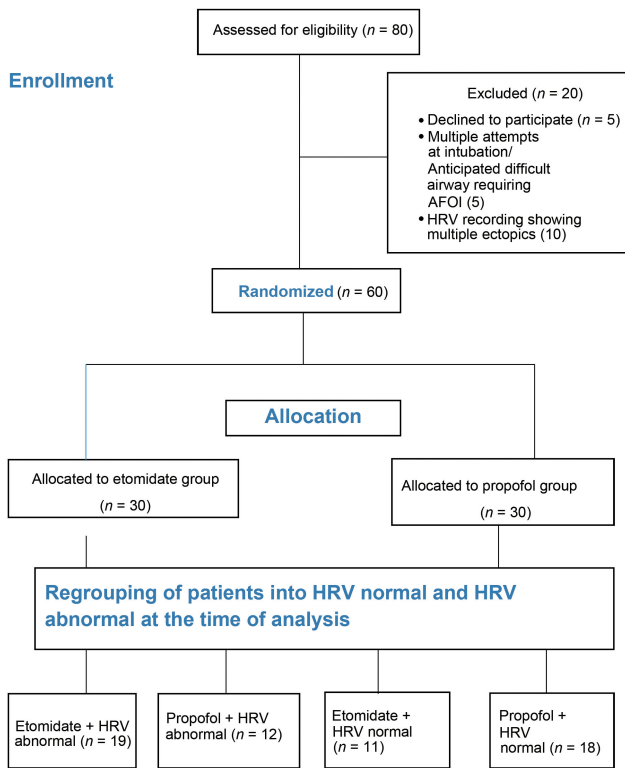 Assessed for eligibility (n = 80)
Enrollment
Excluded (n = 20)
• Declined to participate (n = 5)
• Multiple attempts
at intubation/
Anticipated difficult
airway requiring
AFOI (5)
• HRV recording showing
multiple ectopics (10)
Randomized (n = 60)
Allocation
Allocated to etomidate group
(n = 30)
Allocated to propofol group
(n = 30)
Regrouping of patients into HRV normal and HRV
abnormal at the time of analysis
Etomidate + HRV
abnormal (n = 19)
Propofol + HRV
abnormal (n = 12)
Etomidate +
HRV normal
(n = 11)
Propofol +
HRV
normal (n = 18)